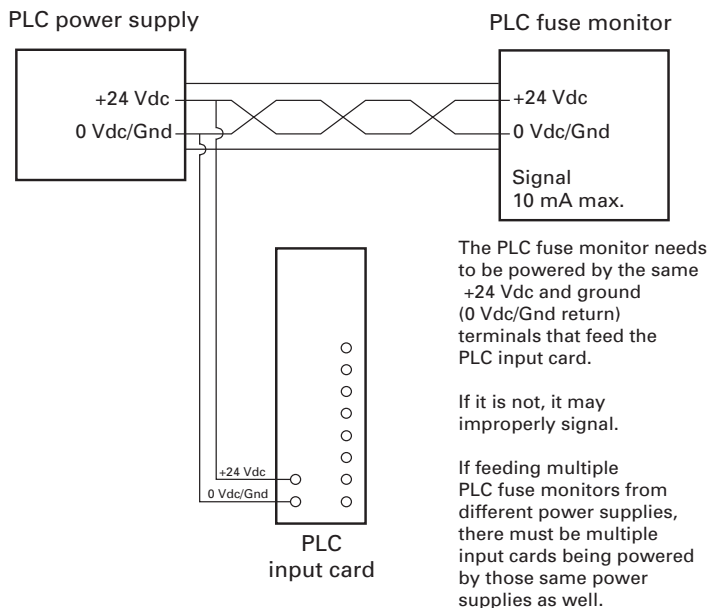 PLC power supply
PLC fuse monitor
+24 Vdc
0 Vdc/Gnd
+24 Vdc
0 Vdc/Gnd
Signal
10 mA max.
The PLC fuse monitor needs
to be powered by the same
+24 Vdc and ground
(0 Vdc/Gnd return)
terminals that feed the
PLC input card.
If it is not, it may
improperly signal.
If feeding multiple
PLC fuse monitors from
different power supplies,
there must be multiple
input cards being powered
by those same power
supplies as well.
+24 Vdc
0 Vdc/Gnd
PLC
input card